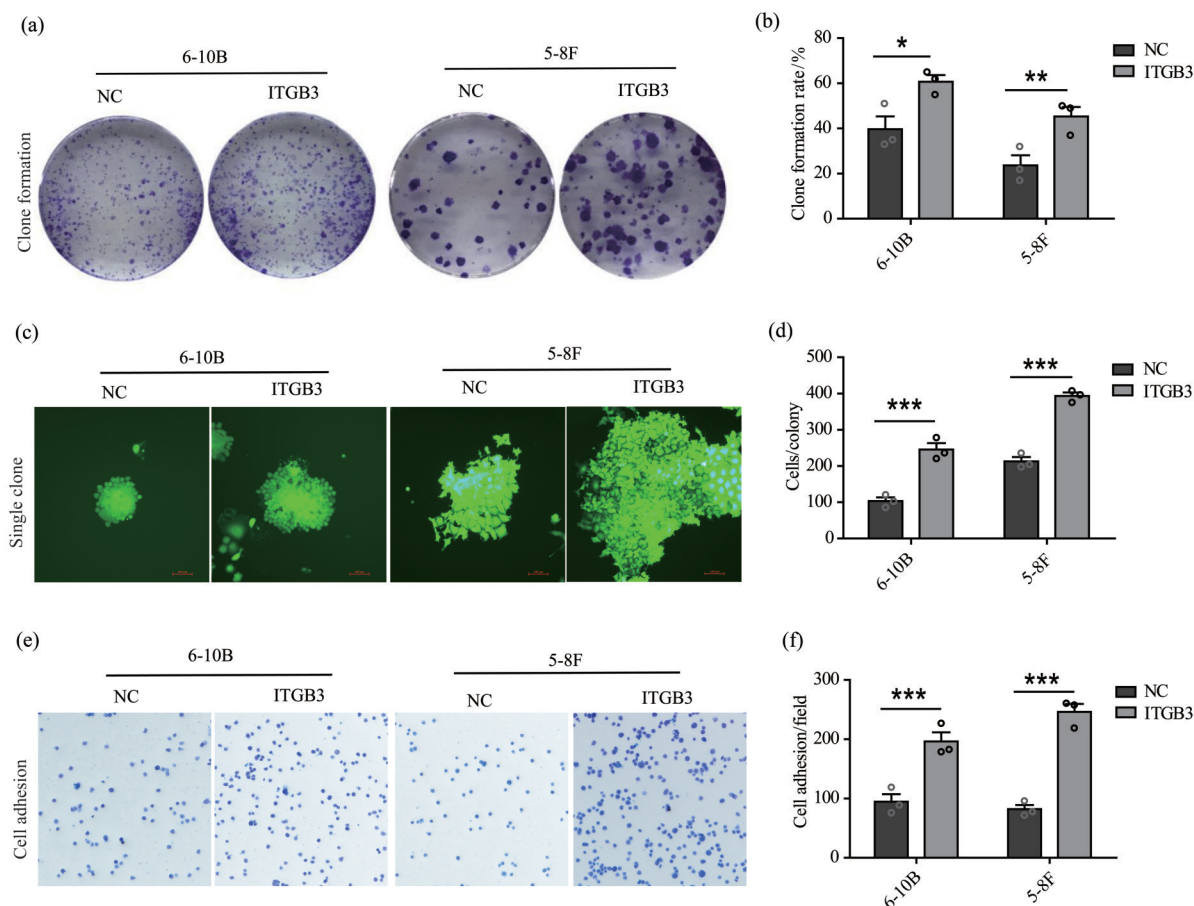 (a)
6-10B
5-8F
NC
ITGB3
NC
ITGB3
Clone formation
(b)
Clone formation rate/%
80
60
40
20
0
*
**
NC
ITGB3
6-10B
5-8F
(c)
6-10B
5-8F
NC
ITGB3
NC
ITGB3
Single clone
(d)
Cells/colony
500
400
300
200
100
0
***
***
NC
ITGB3
6-10B
5-8F
(e)
6-10B
5-8F
NC
ITGB3
NC
ITGB3
Cell adhesion
(f)
Cell adhesion/field
300
200
100
0
***
***
NC
ITGB3
6-10B
5-8F